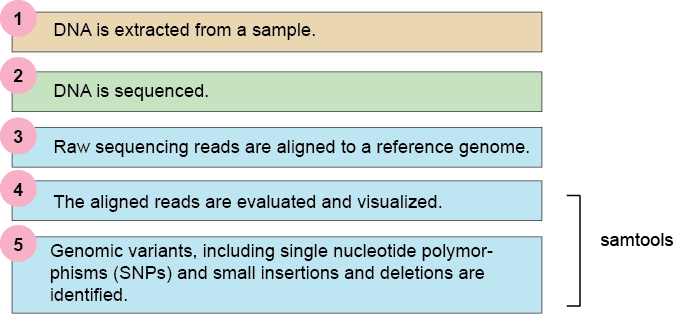 1
DNA is extracted from a sample.
2
DNA is sequenced.
3
Raw sequencing reads are aligned to a reference genome.
4
The aligned reads are evaluated and visualized.
5
Genomic variants, including single nucleotide polymor-
phisms (SNPs) and small insertions and deletions are
identified.
samtools